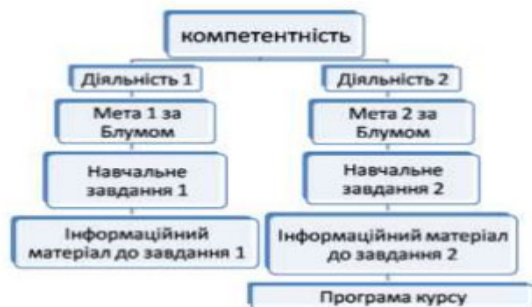 компетентність
Діяльність 1
Діяльність 2
Мета 1 за
Блумом
Мета 2 за
Блумом
Навчальне
завдання 1
Навчальне
завдання 2
Інформаційний
матеріал до завдання 1
Інформаційний матеріал
до завдання 2
Програма курсу